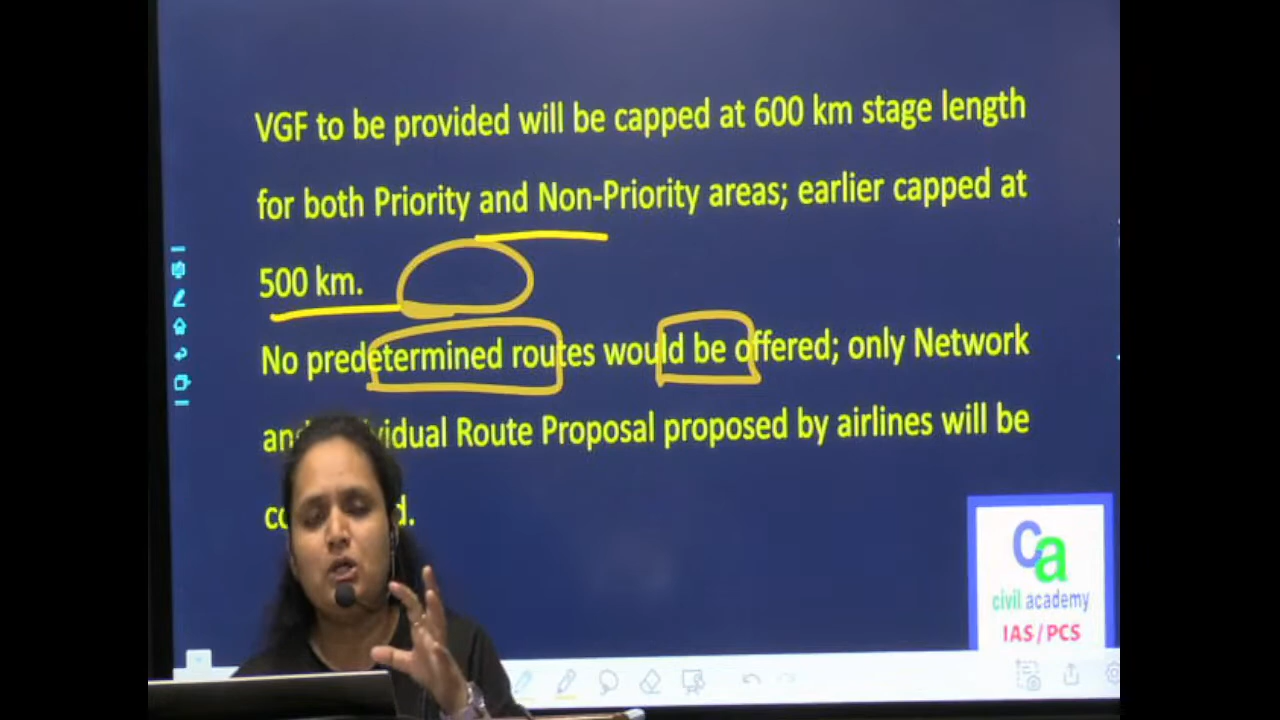 VGF to be provided will be capped at 600 km stage length
for both Priority and Non-Priority areas; earlier capped at
500 km.
No predetermined routes would be offered; only Network
Route Proposal proposed by airlines will be
ca
civil academy
IAS/PCS